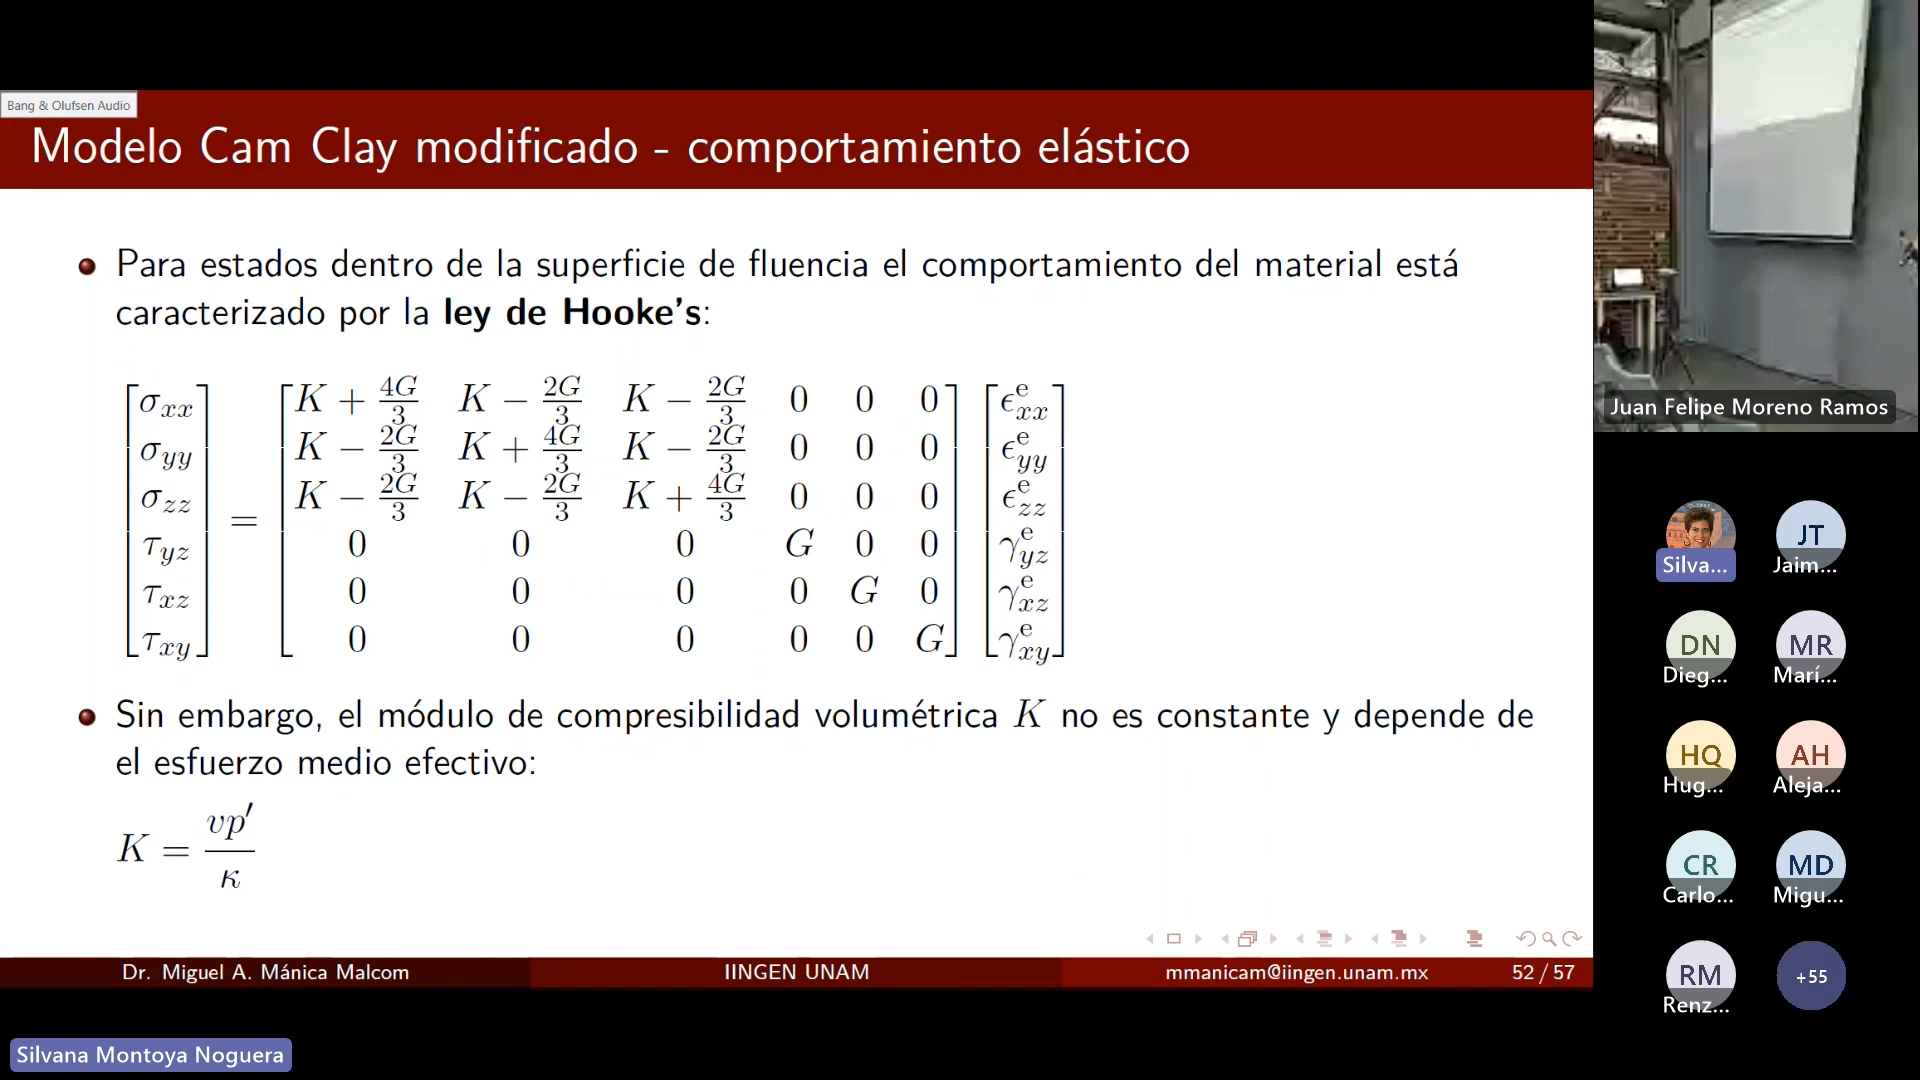 Bang & Olufsen Audio
Modelo Cam Clay modificado - comportamiento elástico
Para estados dentro de la superficie de fluencia el comportamiento del material está
caracterizado por la ley de Hooke's:
σxx σyy σzz τyz τxz τxy
=
K + 4G/3 K − 2G/3 K − 2G/3 0 0 0
K − 2G/3 K + 4G/3 K − 2G/3 0 0 0
K − 2G/3 K − 2G/3 K + 4G/3 0 0 0
0 0 0 G 0 0
0 0 0 0 G 0
0 0 0 0 0 G
ϵᵉxx ϵᵉyy ϵᵉzz γᵉyz γᵉxz γᵉxy
Sin embargo, el módulo de compresibilidad volumétrica K no es constante y depende de
el esfuerzo medio efectivo:
K = vp′/κ
Dr. Miguel A. Mánica Malcom IINGEN UNAM mmanicam@iingen.unam.mx 52 / 57
Silvana Montoya Noguera
Juan Felipe Moreno Ramos
Silva...
JT
Jaim...
DN
Dieg...
MR
Marí...
HQ
Hug...
AH
Aleja...
CR
Carlo...
MD
Migu...
RM
Renz...
+55